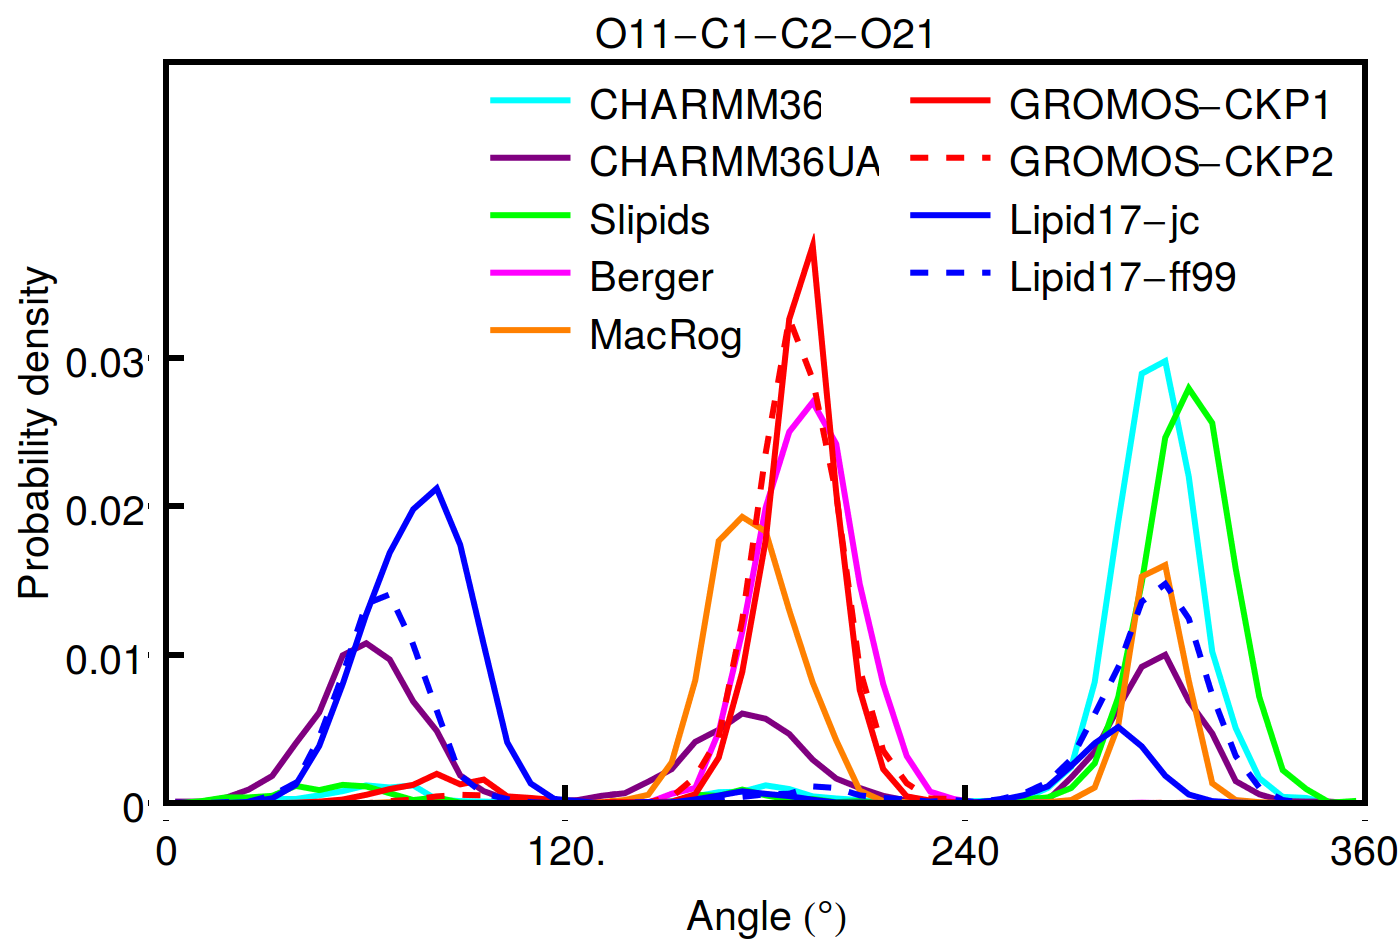 O11−C1−C2−O21
CHARMM36
CHARMM36UA
Slipids
Berger
MacRog
GROMOS−CKP1
GROMOS−CKP2
Lipid17−jc
Lipid17−ff99
Probability density
0.03
0.02
0.01
0
0
120.
240
360
Angle (°)